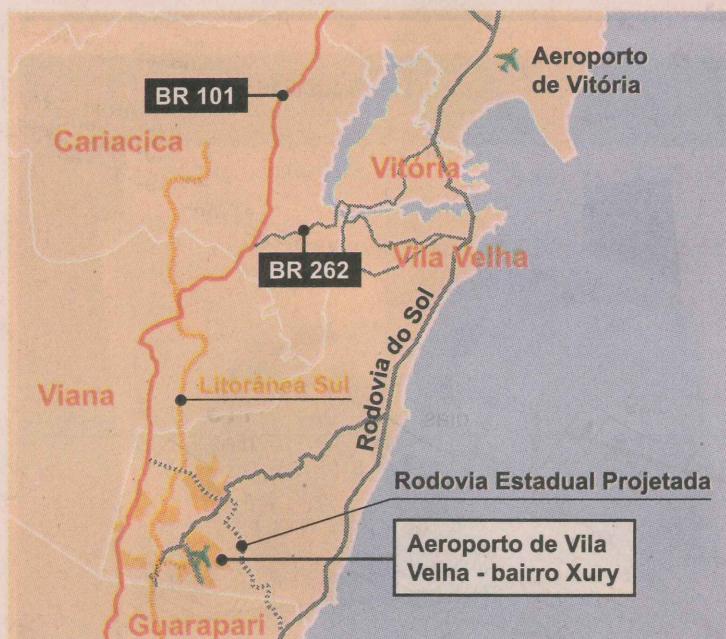 Aeroporto
de Vitória
BR 101
Cariacica
Vitória
BR 262
Vila Velha
Rodovia do Sol
Viana
Litorânea Sul
Rodovia Estadual Projetada
Aeroporto de Vila
Velha - bairro Xury
Guarapari